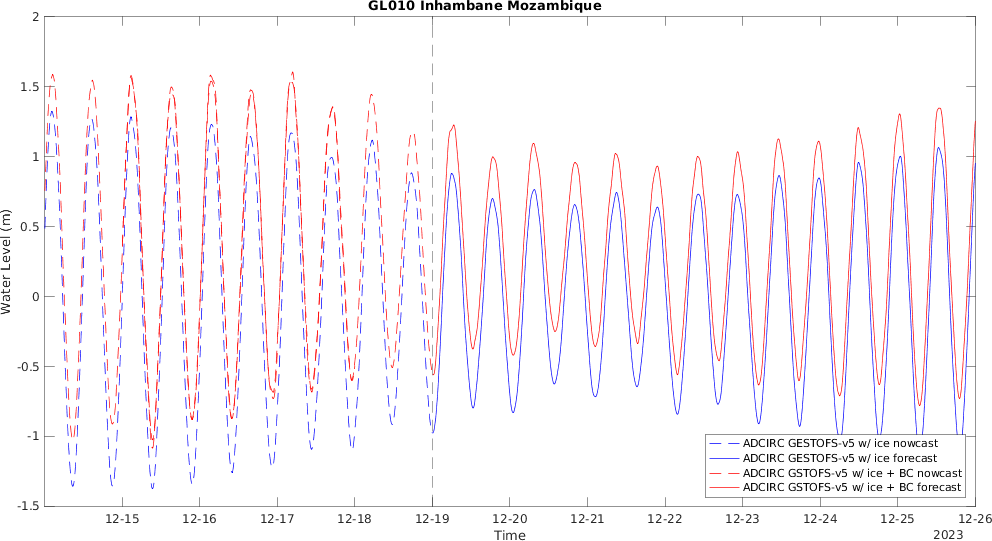 GL010 Inhambane Mozambique
2
1.5
1
0.5
0
-0.5
-1
-1.5
Water Level (m)
ADCIRC GESTOFS-v5 w/ ice nowcast
ADCIRC GESTOFS-v5 w/ ice forecast
ADCIRC GSTOFS-v5 w/ ice + BC nowcast
ADCIRC GSTOFS-v5 w/ ice + BC forecast
12-15 12-16 12-17 12-18 12-19 12-20 12-21 12-22 12-23 12-24 12-25 12-26
Time
2023